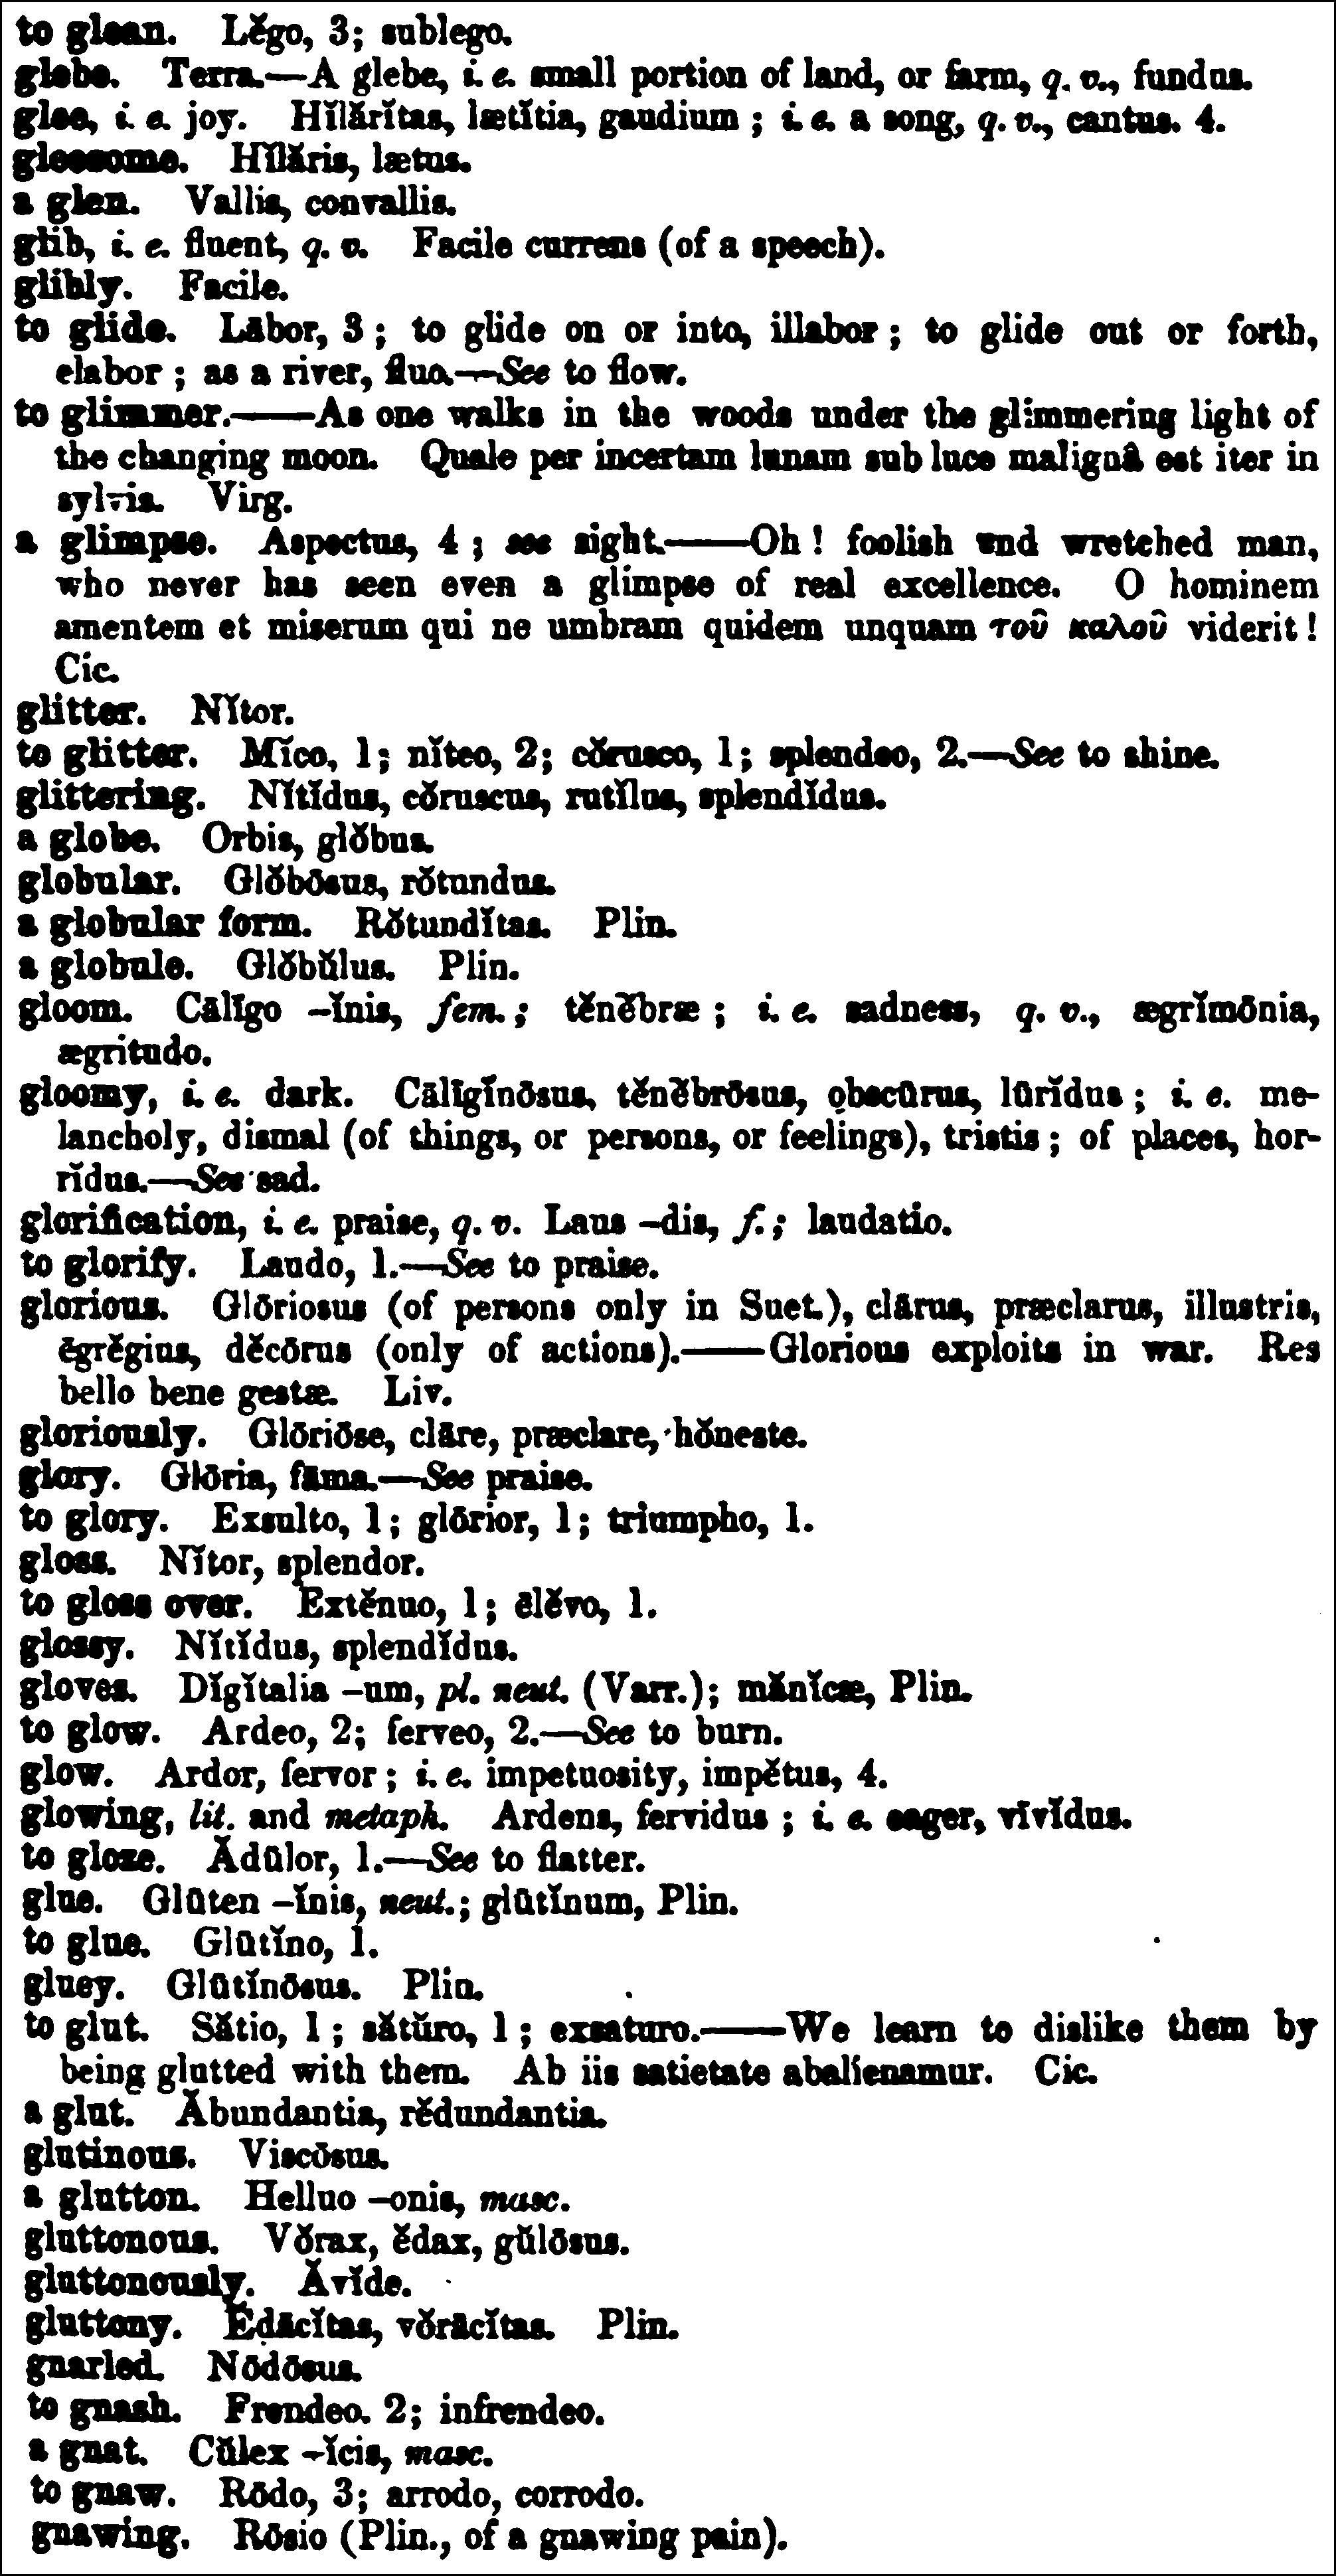 to glean. Lĕgo, 3; sublego.
glebe. Terra.—A glebe, i. e. small portion of land, or farm, q. v., fundus.
glee, i. e. joy. Hĭlărĭtas, lætĭtia, gaudium ; i. e. a song, q. v., cantus. 4.
gleesome. Hĭlăris, lætus.
a glen. Vallis, convallis.
glib, i. e. fluent, q. v. Facile currens (of a speech).
glibly. Facile.
to glide. Lābor, 3 ; to glide on or into, illabor ; to glide out or forth,
elabor ; as a river, fluo.—See to flow.
to glimmer.——As one walks in the woods under the glimmering light of
the changing moon. Quale per incertam lunam sub luce malignâ est iter in
sylvis. Virg.
a glimpse. Aspectus, 4 ; see sight.——Oh ! foolish and wretched man,
who never has seen even a glimpse of real excellence. O hominem
amentem et miserum qui ne umbram quidem unquam τοῦ καλοῦ viderit !
Cic.
glitter. Nĭtor.
to glitter. Mĭco, 1; nĭteo, 2; cŏrusco, 1; splendeo, 2.—See to shine.
glittering. Nĭtĭdus, cŏruscus, rutĭlus, splendĭdus.
a globe. Orbis, glŏbus.
globular. Glŏbōsus, rŏtundus.
a globular form. Rŏtundĭtas. Plin.
a globule. Glŏbŭlus. Plin.
gloom. Cālīgo –ĭnis, fem. ; tĕnĕ̄bræ ; i. e. sadness, q. v., ægrĭmōnia,
ægritudo.
gloomy, i. e. dark. Cālīgĭnōsus, tĕnĕ̄brōsus, obscūrus, lūrĭdus ; i. e. me-
lancholy, dismal (of things, or persons, or feelings), tristis ; of places, hor-
rĭdus.—See sad.
glorification, i. e. praise, q. v. Laus –dis, f. ; laudatio.
to glorify. Laudo, 1.—See to praise.
glorious. Glōriosus (of persons only in Suet.), clārus, præclarus, illustris,
ēgrĕgius, dĕcōrus (only of actions).——Glorious exploits in war. Res
bello bene gestæ. Liv.
gloriously. Glōriōse, clāre, præclare, hŏneste.
glory. Glōria, fāma.—See praise.
to glory. Exsulto, 1; glōrior, 1; triumpho, 1.
gloss. Nĭtor, splendor.
to gloss over. Extĕnuo, 1; ēlĕvo, 1.
glossy. Nĭtĭdus, splendĭdus.
gloves. Dĭgĭtalia –um, pl. neut. (Varr.); mănĭcæ, Plin.
to glow. Ardeo, 2; ferveo, 2.—See to burn.
glow. Ardor, fervor ; i. e. impetuosity, impĕtus, 4.
glowing, lit. and metaph. Ardens, fervidus ; i. e. eager, vīvĭdus.
to gloze. Ădūlor, 1.—See to flatter.
glue. Glūten –ĭnis, neut. ; glūtĭnum, Plin.
to glue. Glūtĭno, 1.
gluey. Glūtĭnōsus. Plin.
to glut. Sătio, 1 ; sătŭro, 1 ; exsaturo.——We learn to dislike them by
being glutted with them. Ab iis satietate abalienamur. Cic.
a glut. Ăbundantia, rĕdundantia.
glutinous. Viscōsus.
a glutton. Helluo –onis, masc.
gluttonous. Vŏrax, ĕdax, gŭlōsus.
gluttonously. Ăvĭde.
gluttony. Ĕdācĭtas, vŏrācĭtas. Plin.
gnarled. Nōdōsus.
to gnash. Frendeo. 2; infrendeo.
a gnat. Cŭlex –ĭcis, masc.
to gnaw. Rōdo, 3; arrodo, corrodo.
gnawing. Rōsio (Plin., of a gnawing pain).